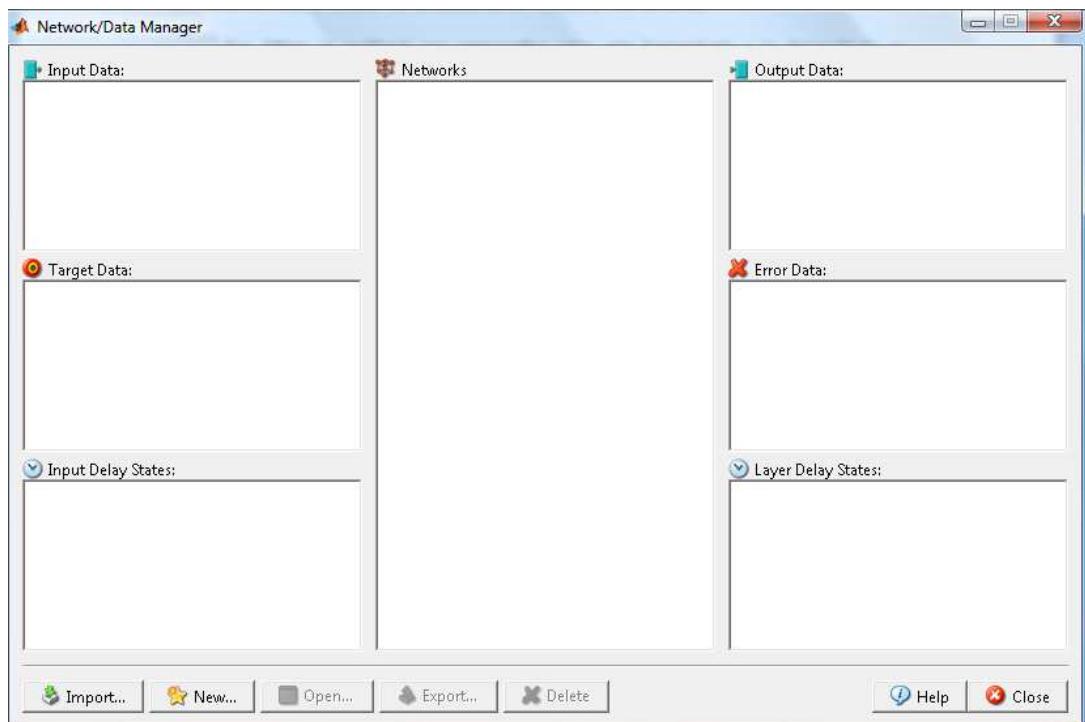 Network/Data Manager
Input Data:
Networks
Output Data:
Target Data:
Error Data:
Input Delay States:
Layer Delay States:
Import...
New...
Open...
Export...
Delete
Help
Close